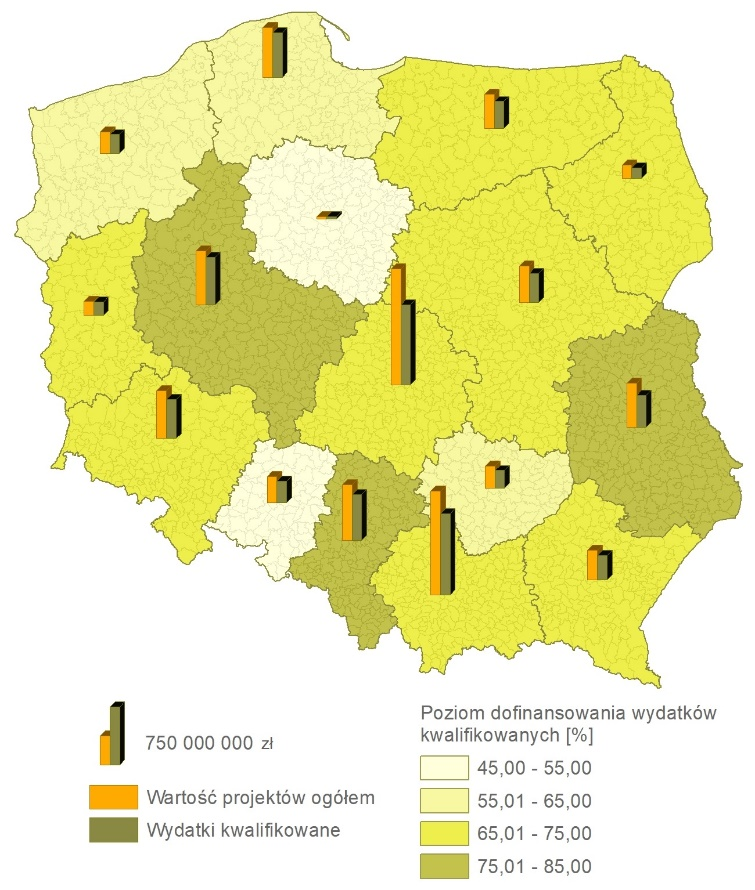 750 000 000 zł
Wartość projektów ogółem
Wydatki kwalifikowane
Poziom dofinansowania wydatków
kwalifikowanych [%]
45,00 - 55,00
55,01 - 65,00
65,01 - 75,00
75,01 - 85,00